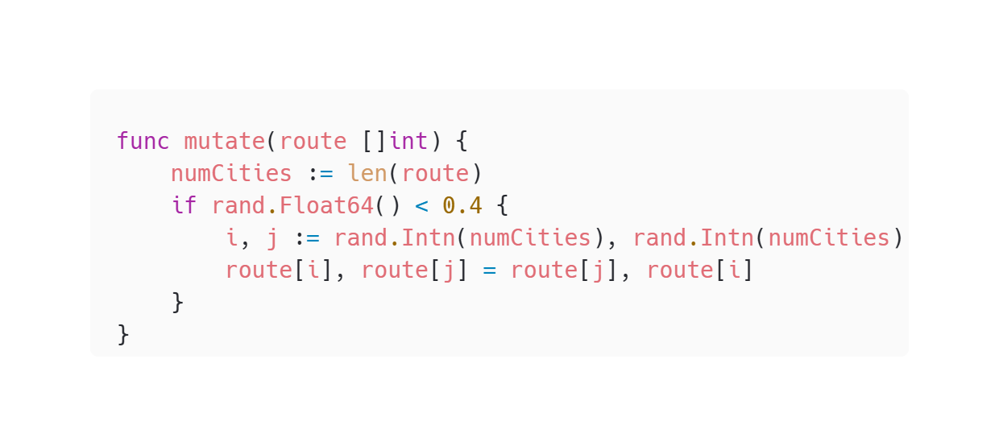 func mutate(route []int) {
    numCities := len(route)
    if rand.Float64() < 0.4 {
        i, j := rand.Intn(numCities), rand.Intn(numCities)
        route[i], route[j] = route[j], route[i]
    }
}